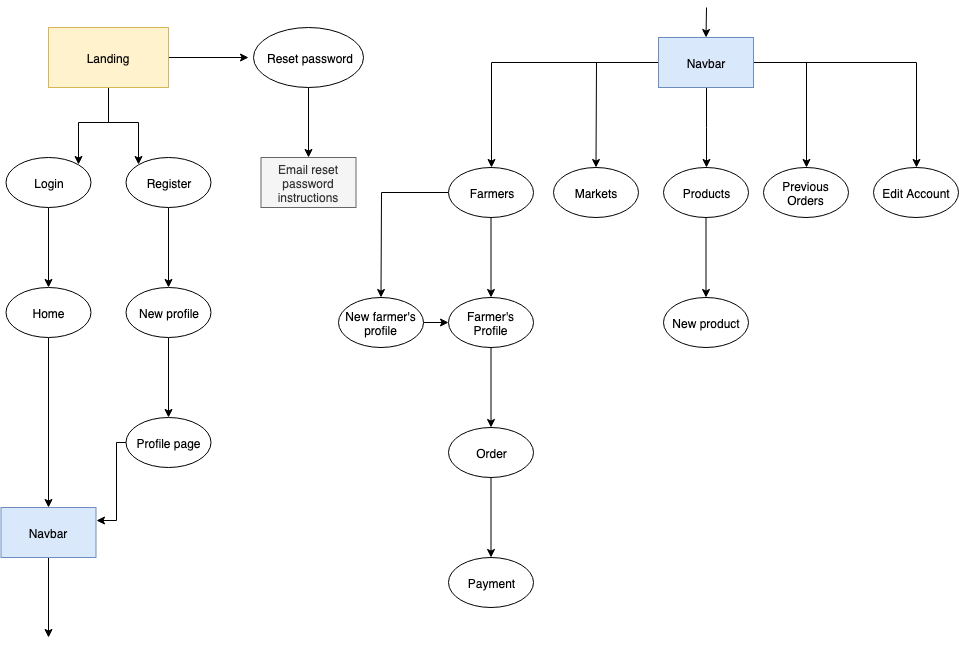 Landing
Reset password
Login
Register
Email reset
password
instructions
Home
New profile
Profile page
Navbar
Navbar
Farmers
Markets
Products
Previous
Orders
Edit Account
New farmer's
profile
Farmer's
Profile
New product
Order
Payment